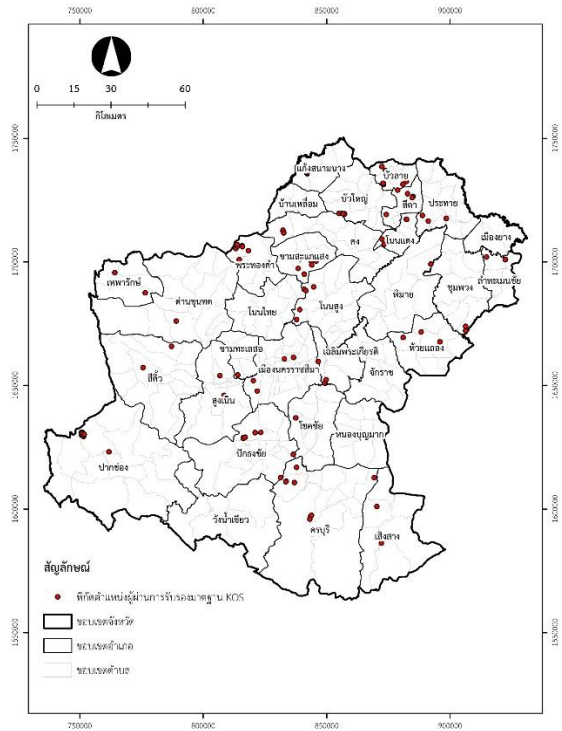 750000 800000 850000 900000
0 15 30 45 60
กิโลเมตร
1750000 1750000
แก้งสนามนาง
บัวลาย
บัวใหญ่
สีดา
ประทาย
บ้านเหลื่อม
คง
โนนแดง
เมืองยาง
1700000 1700000
ขามสะแกแสง
พระทองคำ
ลำทะเมนชัย
เทพารักษ์
ด่านขุนทด
โนนไทย
โนนสูง
พิมาย
ชุมพวง
ขามทะเลสอ
เฉลิมพระเกียรติ
ห้วยแถลง
สีคิ้ว
เมืองนครราชสีมา
จักราช
1650000 1650000
สูงเนิน
โชคชัย
หนองบุญมาก
ปักธงชัย
ปากช่อง
1600000 1600000
วังน้ำเขียว
ครบุรี
เสิงสาง
สัญลักษณ์
พิกัดตำแหน่งผู้ผ่านการรับรองมาตฐาน KOS
ขอบเขตจังหวัด
1550000 1550000
ขอบเขตอำเภอ
ขอบเขตตำบล
750000 800000 850000 900000